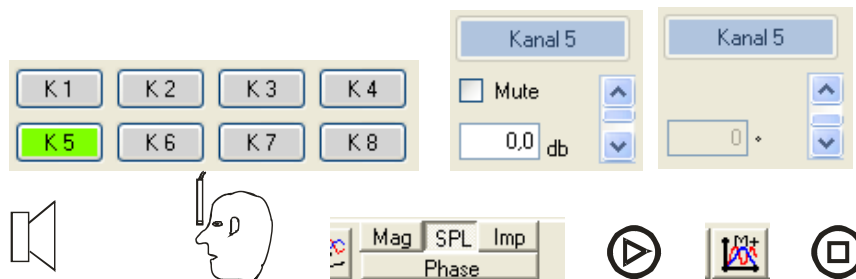 Kanal 5
Kanal 5
K 1 K 2 K 3 K 4
Mute
K 5 K 6 K 7 K 8
0,0 db
0 °
Mag SPL Imp
M+
Phase